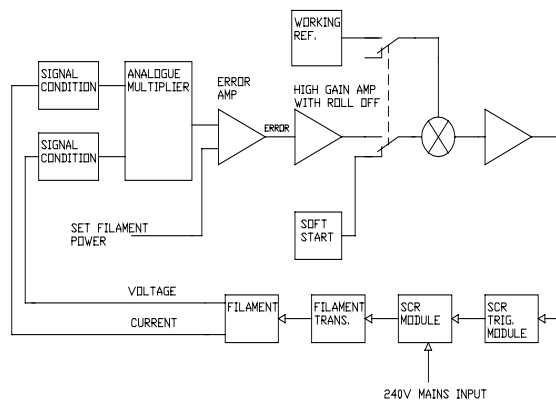 WORKING
REF.
SIGNAL
CONDITION
ANALOGUE
MULTIPLIER
ERROR
AMP
HIGH GAIN AMP
WITH ROLL OFF
ERROR
SIGNAL
CONDITION
SET FILAMENT
POWER
SOFT
START
VOLTAGE
CURRENT
FILAMENT
FILAMENT
TRANS.
SCR
MODULE
SCR
TRIG.
MODULE
240V MAINS INPUT